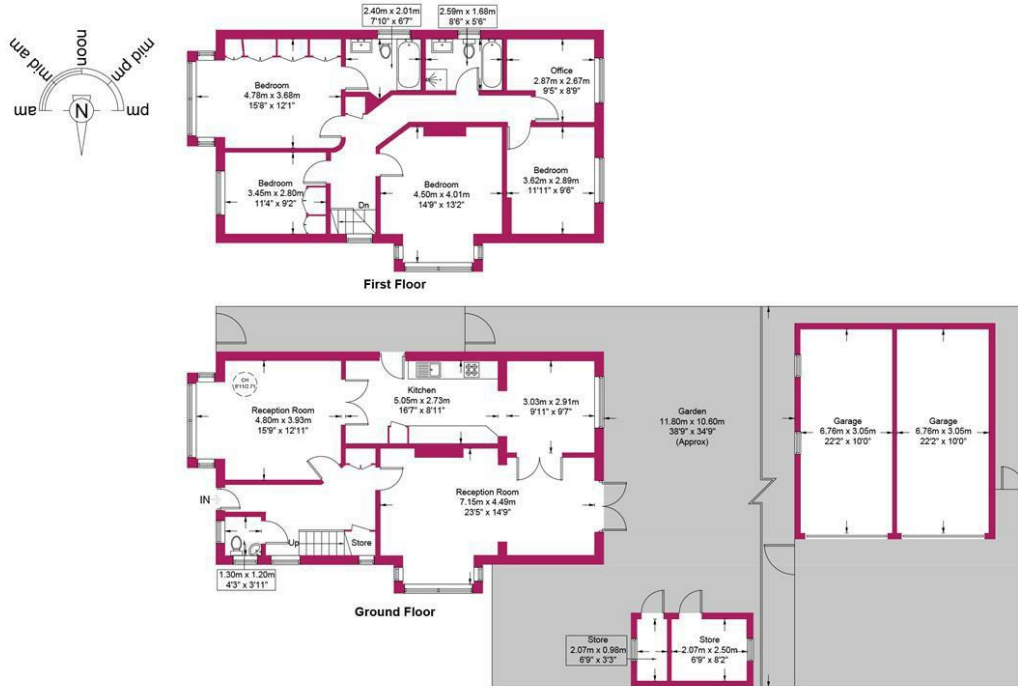 am
mid am
noon
mid pm
pm
N
2.40m x 2.01m
7'10" x 6'7"
2.59m x 1.68m
8'6" x 5'6"
Bedroom
4.78m x 3.68m
15'8" x 12'1"
Office
2.87m x 2.67m
9'5" x 8'9"
Bedroom
3.45m x 2.80m
11'4" x 9'2"
Bedroom
4.50m x 4.01m
14'9" x 13'2"
Bedroom
3.62m x 2.89m
11'11" x 9'6"
Dn
First Floor
CH
Reception Room
4.80m x 3.93m
15'9" x 12'11"
Kitchen
5.05m x 2.73m
16'7" x 8'11"
3.03m x 2.91m
9'11" x 9'7"
Garden
11.80m x 10.60m
38'9" x 34'9"
(Approx)
Garage
6.76m x 3.05m
22'2" x 10'0"
Garage
6.76m x 3.05m
22'2" x 10'0"
IN
Reception Room
7.15m x 4.49m
23'5" x 14'9"
Up
Store
1.30m x 1.20m
4'3" x 3'11"
Ground Floor
Store
2.07m x 0.98m
6'9" x 3'3"
Store
2.07m x 2.50m
6'9" x 8'2"